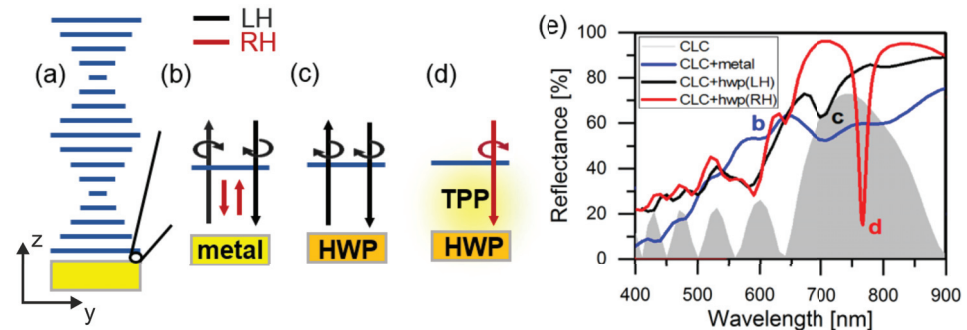 LH
RH
(a)
(b)
(c)
(d)
(e)
z
y
metal
HWP
TPP
HWP
CLC
CLC+metal
CLC+hwp(LH)
CLC+hwp(RH)
b
c
d
Reflectance [%]
100
80
60
40
20
0
400 500 600 700 800 900
Wavelength [nm]